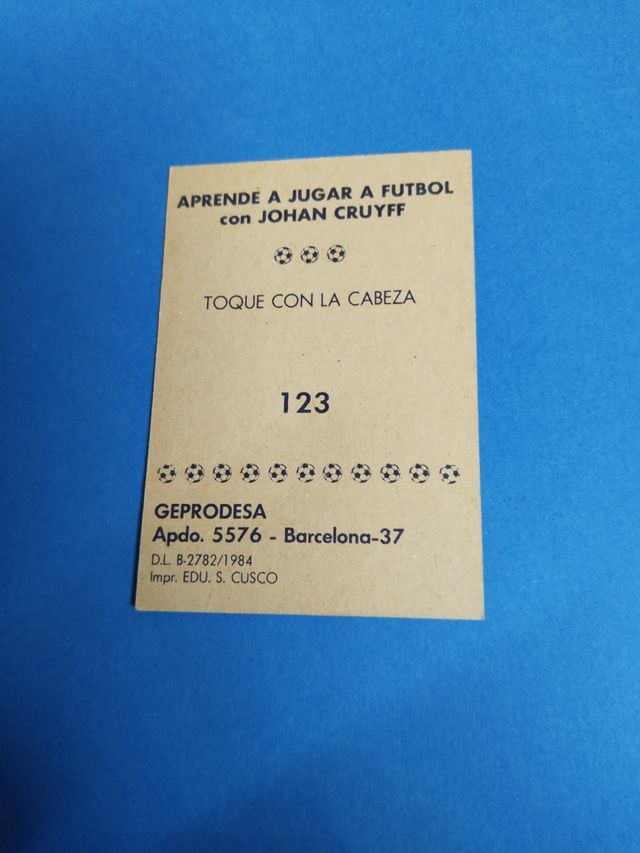 APRENDE A JUGAR A FUTBOL
con JOHAN CRUYFF
TOQUE CON LA CABEZA
123
GEPRODESA
Apdo. 5576 - Barcelona-37
D.L. B-2782/1984
Impr. EDU. S. CUSCO